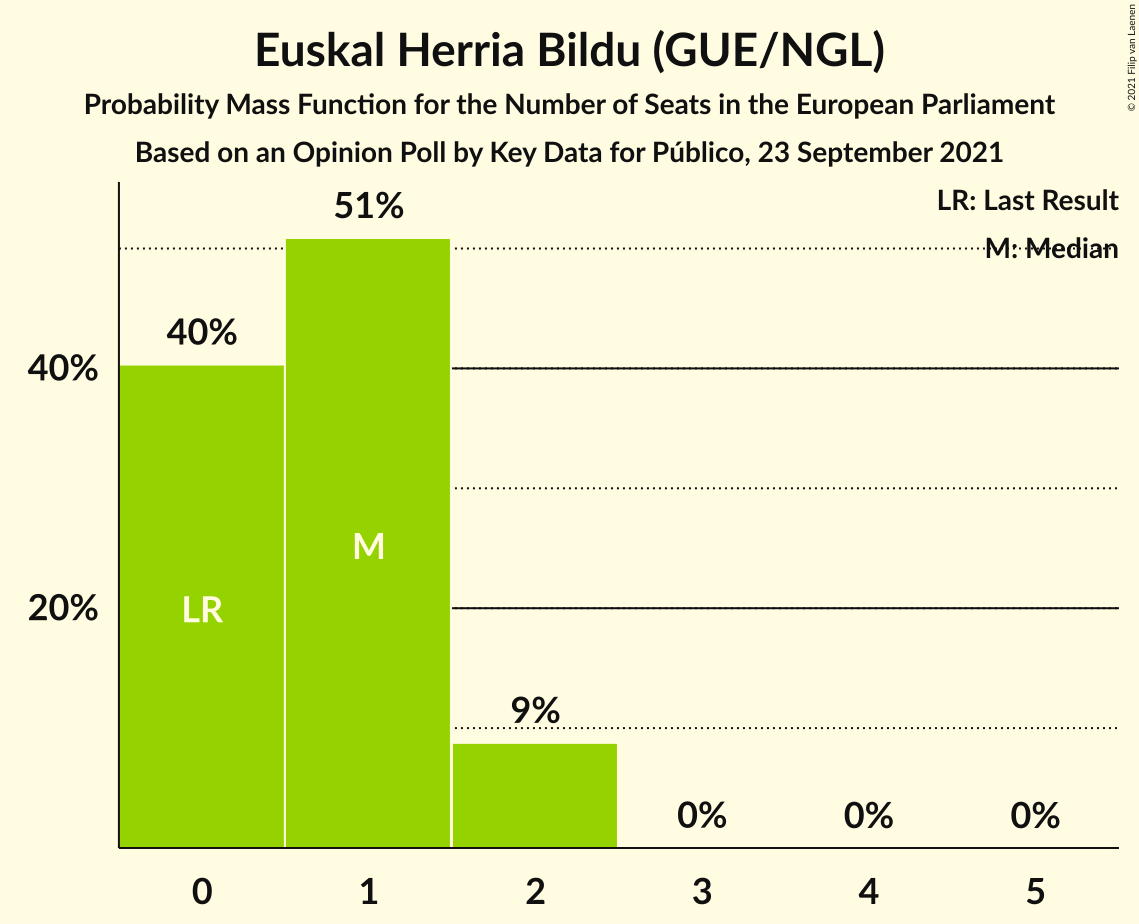 Euskal Herria Bildu (GUE/NGL)
Probability Mass Function for the Number of Seats in the European Parliament
Based on an Opinion Poll by Key Data for Público, 23 September 2021
© 2021 Filip van Laenen
LR: Last Result
M: Median
51%
40%
40%
M
20%
LR
9%
0%
0%
0%
0
1
2
3
4
5